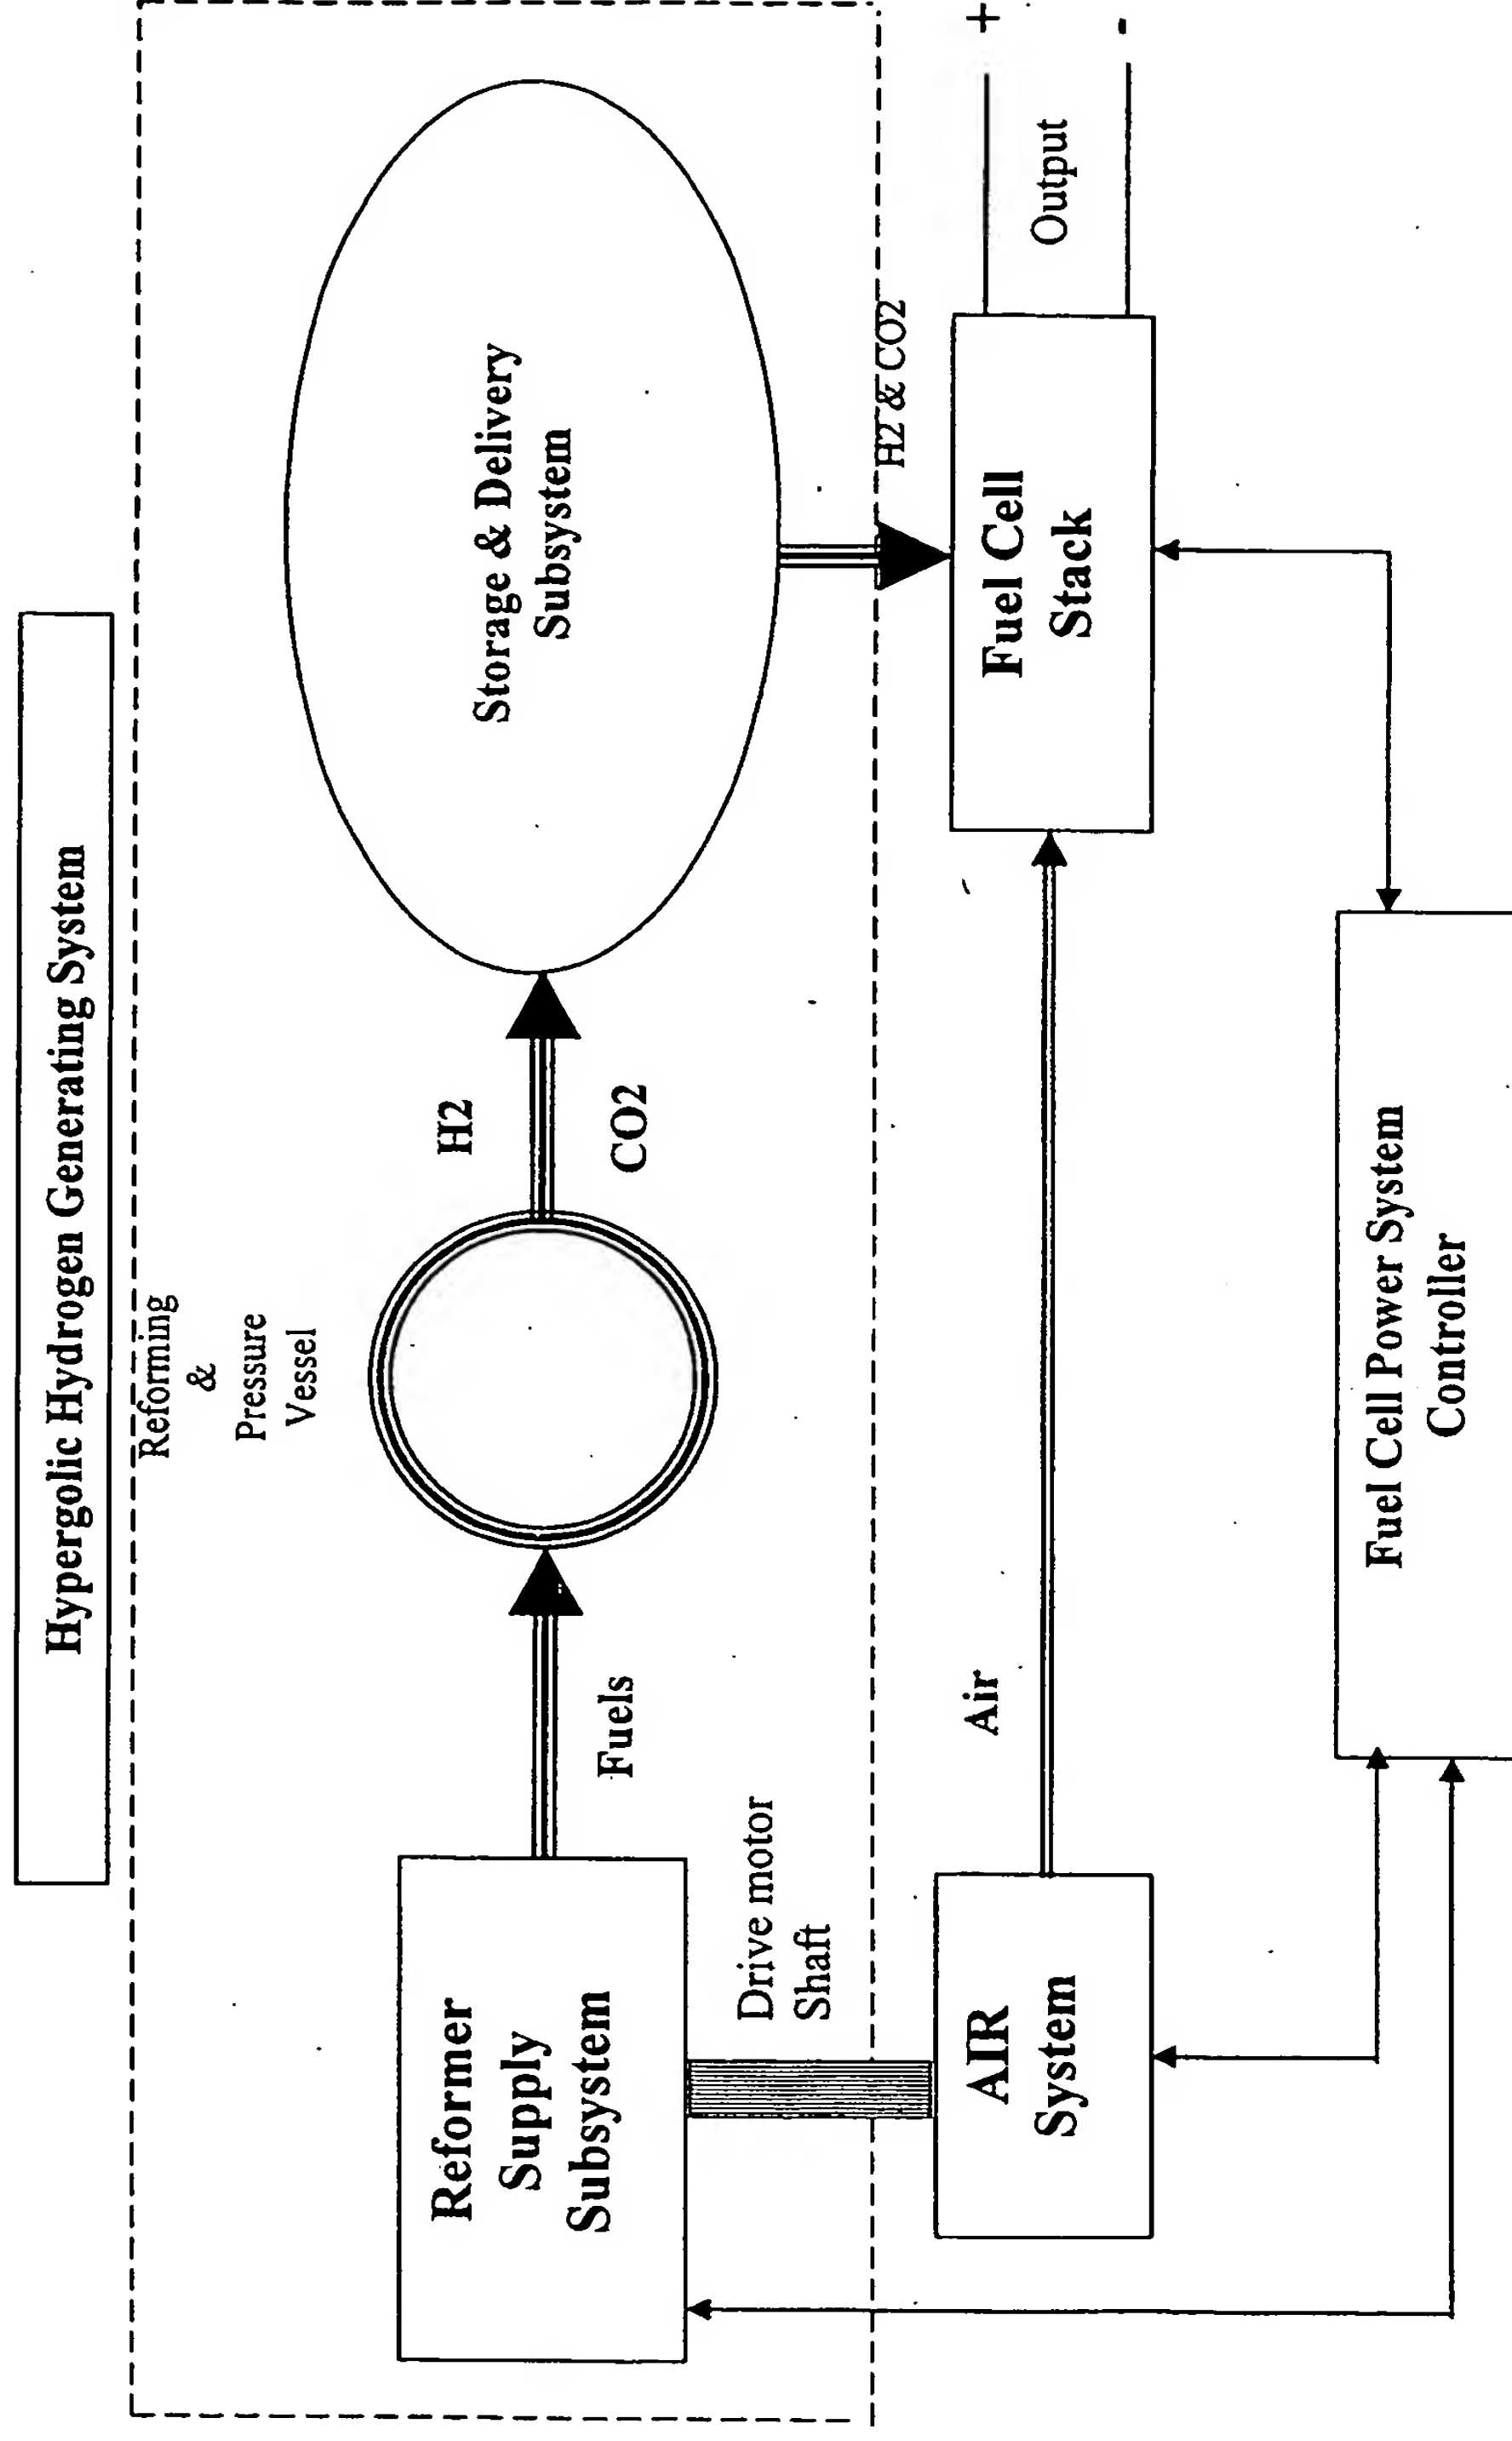 Hypergolic Hydrogen Generating System
Reforming
&
Pressure
Vessel
Reformer
Supply
Subsystem
Fuels
H2
CO2
Storage & Delivery
Subsystem
Drive motor
Shaft
H2 & CO2
AIR
System
Air
Fuel Cell
Stack
Output
+
-
Fuel Cell Power System
Controller